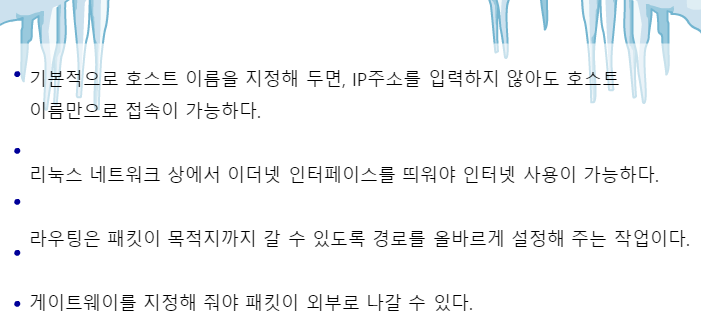 기본적으로 호스트 이름을 지정해 두면, IP주소를 입력하지 않아도 호스트
이름만으로 접속이 가능하다.
리눅스 네트워크 상에서 이더넷 인터페이스를 띄워야 인터넷 사용이 가능하다.
라우팅은 패킷이 목적지까지 갈 수 있도록 경로를 올바르게 설정해 주는 작업이다.
게이트웨이를 지정해 줘야 패킷이 외부로 나갈 수 있다.